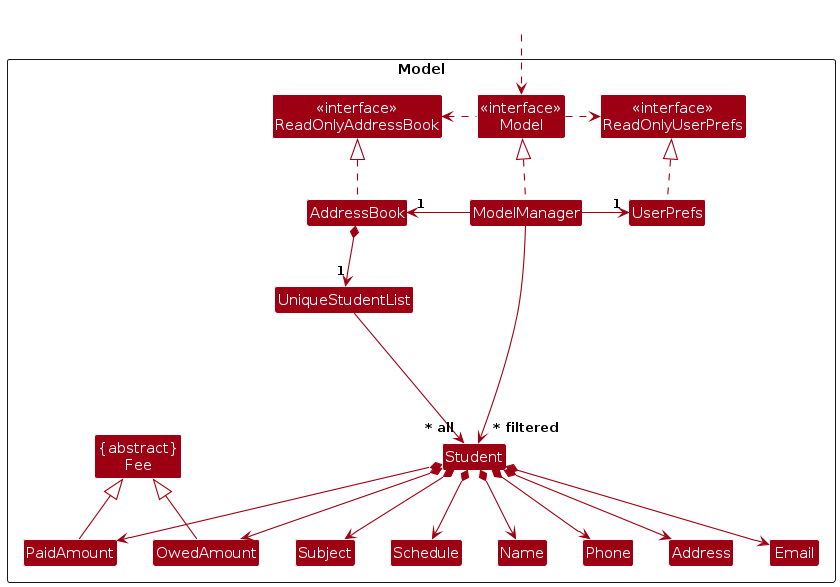 Model
«interface»
ReadOnlyAddressBook
«interface»
Model
«interface»
ReadOnlyUserPrefs
AddressBook
1
ModelManager
1
UserPrefs
1
UniqueStudentList
* all
* filtered
{abstract}
Fee
Student
PaidAmount
OwedAmount
Subject
Schedule
Name
Phone
Address
Email